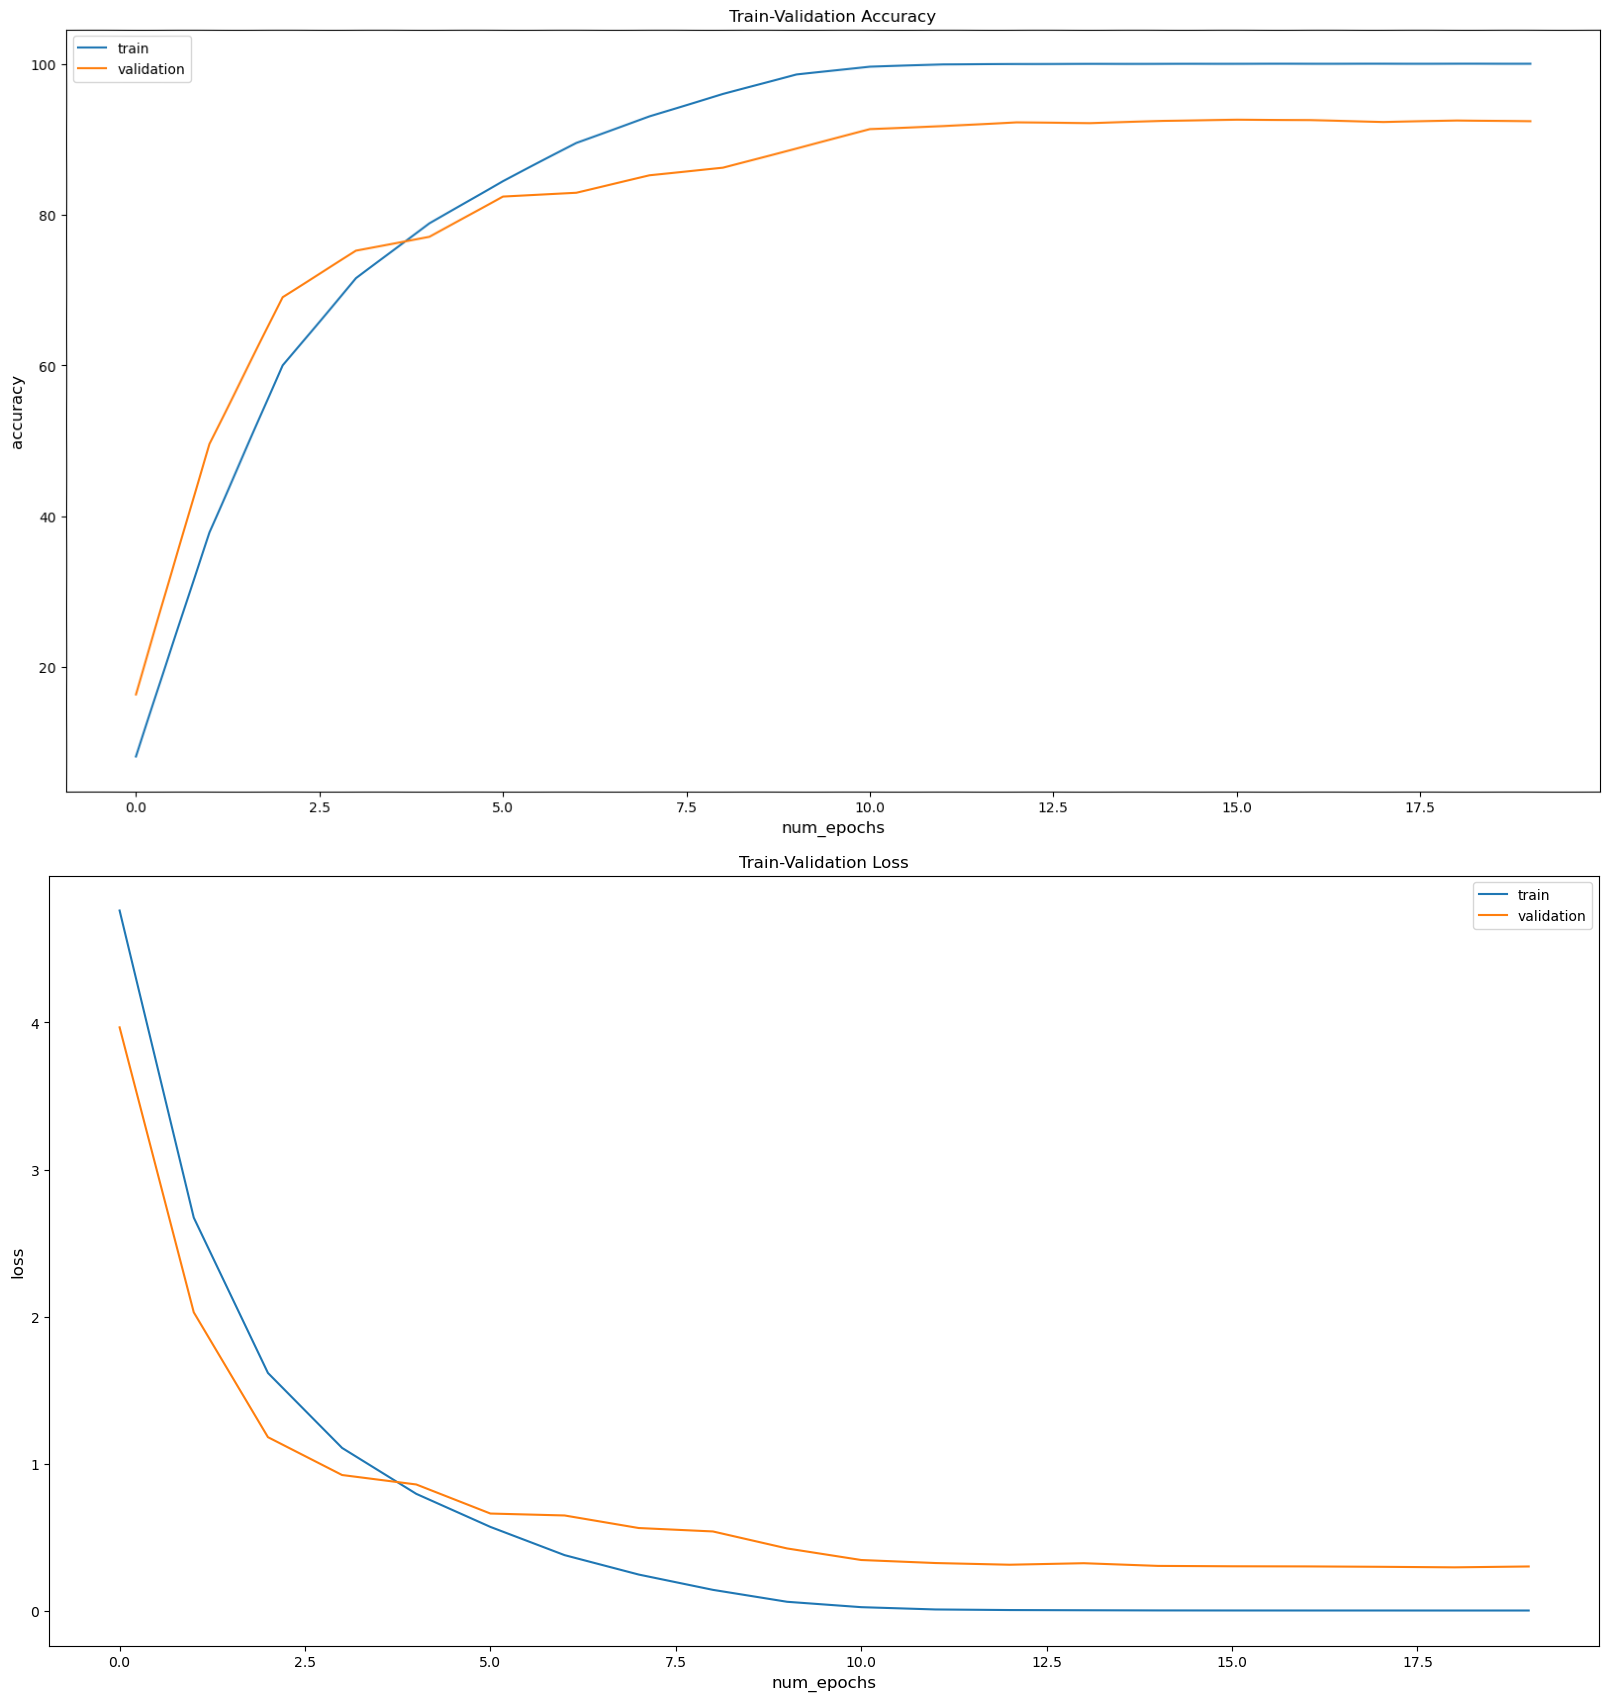 Train-Validation Accuracy
train
validation
100
80
60
40
20
accuracy
0.0 2.5 5.0 7.5 10.0 12.5 15.0 17.5
num_epochs
Train-Validation Loss
train
validation
4
3
2
1
0
loss
0.0 2.5 5.0 7.5 10.0 12.5 15.0 17.5
num_epochs